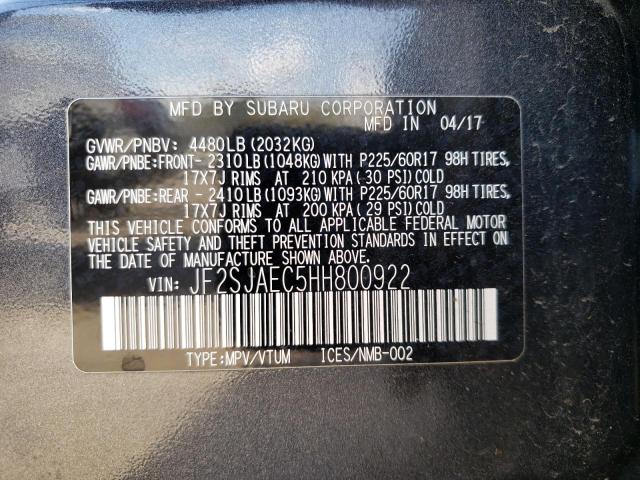 MFD BY SUBARU CORPORATION
MFD IN 04/17
GVWR/PNBV: 4480LB(2032KG)
GAWR/PNBE:FRONT- 2310LB(1048KG)WITH P225/60R17 98H TIRES,
17X7J RIMS AT 210 KPA(30 PSI)COLD
GAWR/PNBE:REAR - 2410LB(1093KG)WITH P225/60R17 98H TIRES,
17X7J RIMS AT 200 KPA(29 PSI)COLD
THIS VEHICLE CONFORMS TO ALL APPLICABLE FEDERAL MOTOR
VEHICLE SAFETY AND THEFT PREVENTION STANDARDS IN EFFECT ON
THE DATE OF MANUFACTURE SHOWN ABOVE.
VIN: JF2SJAEC5HH800922
TYPE:MPV/VTUM ICES/NMB-002